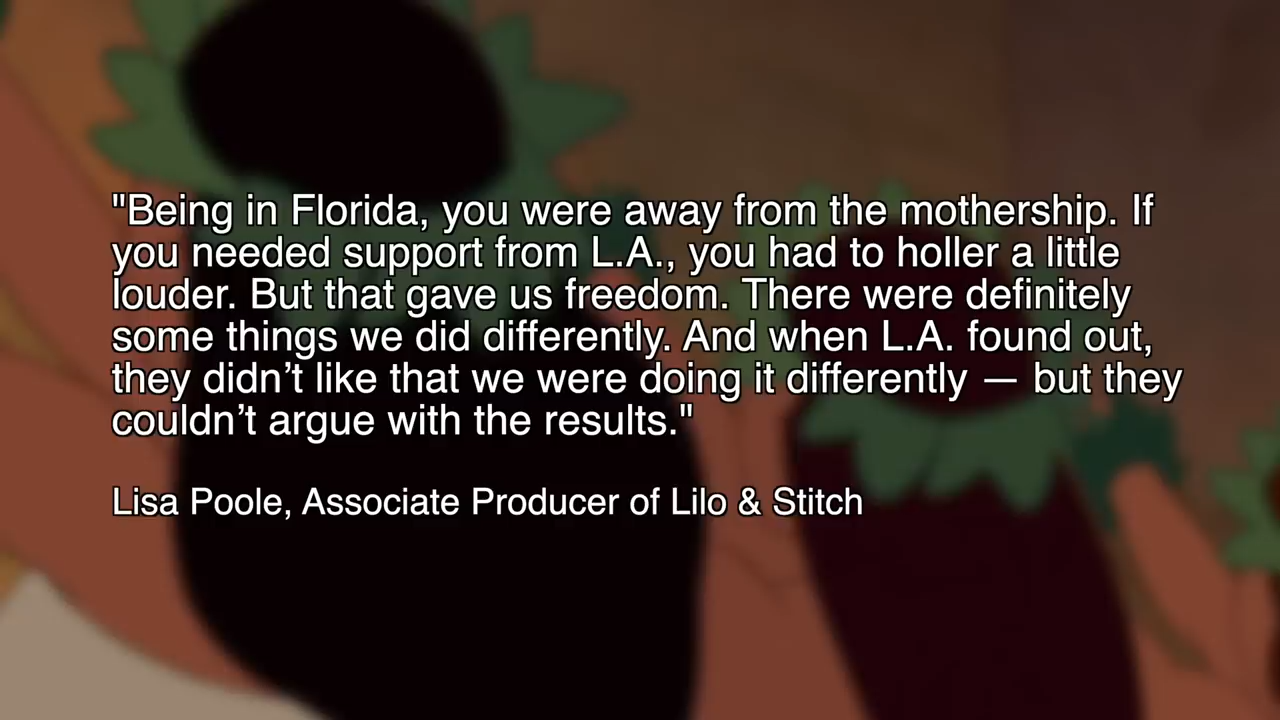 "Being in Florida, you were away from the mothership. If
you needed support from L.A., you had to holler a little
louder. But that gave us freedom. There were definitely
some things we did differently. And when L.A. found out,
they didn’t like that we were doing it differently — but they
couldn’t argue with the results."
Lisa Poole, Associate Producer of Lilo & Stitch